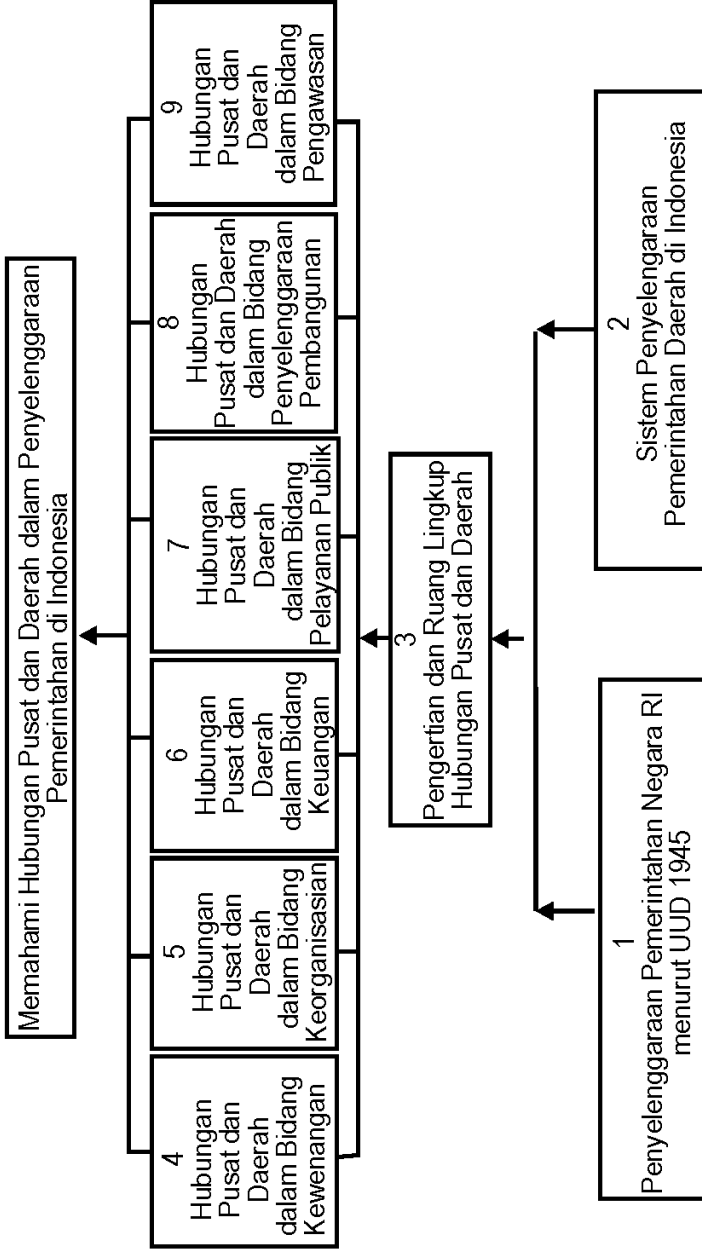 Memahami Hubungan Pusat dan Daerah dalam Penyelenggaraan
Pemerintahan di Indonesia
4
Hubungan
Pusat dan
Daerah
dalam Bidang
Kewenangan
5
Hubungan
Pusat dan
Daerah
dalam Bidang
Keorganisasian
6
Hubungan
Pusat dan
Daerah
dalam Bidang
Keuangan
7
Hubungan
Pusat dan
Daerah
dalam Bidang
Pelayanan Publik
8
Hubungan
Pusat dan Daerah
dalam Bidang
Penyelenggaraan
Pembangunan
9
Hubungan
Pusat dan
Daerah
dalam Bidang
Pengawasan
3
Pengertian dan Ruang Lingkup
Hubungan Pusat dan Daerah
1
Penyelenggaraan Pemerintahan Negara RI
menurut UUD 1945
2
Sistem Penyelengaraan
Pemerintahan Daerah di Indonesia